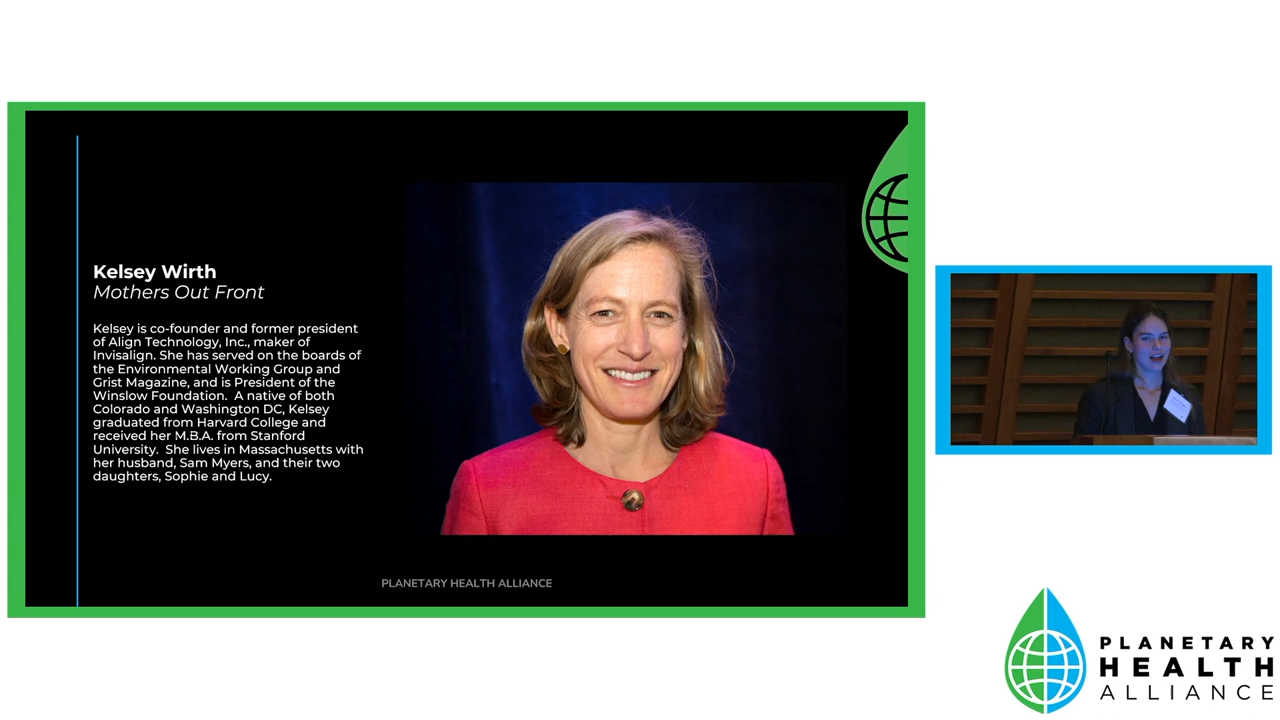 Kelsey Wirth
Mothers Out Front
Kelsey is co-founder and former president
of Align Technology, Inc., maker of
Invisalign. She has served on the boards of
the Environmental Working Group and
Grist Magazine, and is President of the
Winslow Foundation.  A native of both
Colorado and Washington DC, Kelsey
graduated from Harvard College and
received her M.B.A. from Stanford
University.  She lives in Massachusetts with
her husband, Sam Myers, and their two
daughters, Sophie and Lucy.
PLANETARY HEALTH ALLIANCE
PLANETARY
HEALTH
ALLIANCE